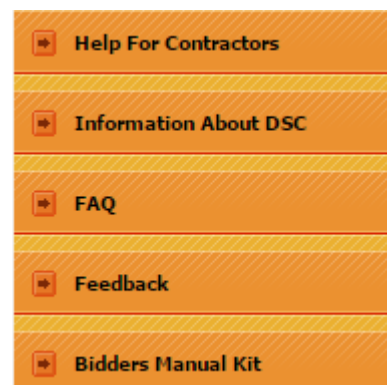 Help For Contractors
Information About DSC
FAQ
Feedback
Bidders Manual Kit